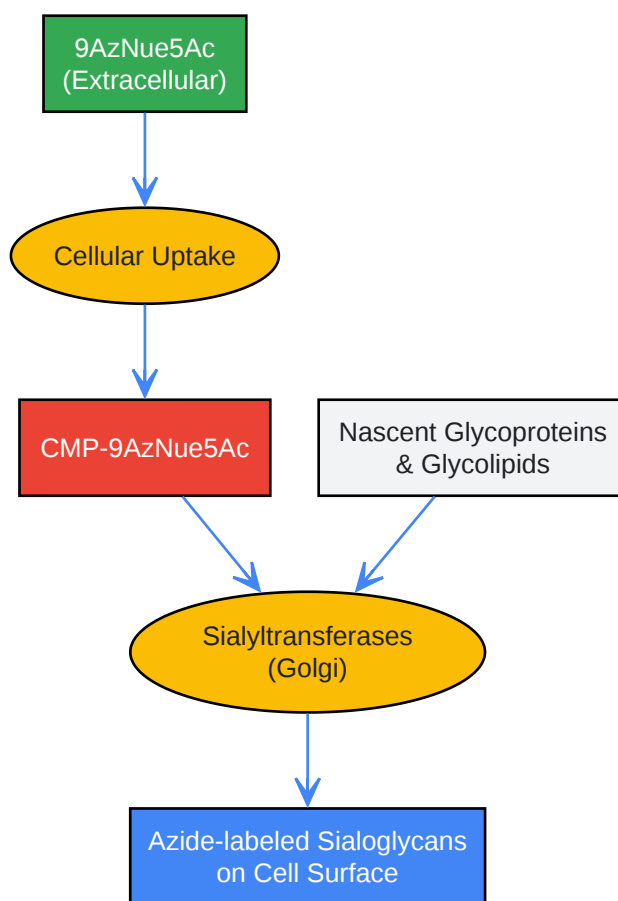 9AzNue5Ac
(Extracellular)
Cellular Uptake
CMP-9AzNue5Ac
Nascent Glycoproteins
& Glycolipids
Sialyltransferases
(Golgi)
Azide-labeled Sialoglycans
on Cell Surface